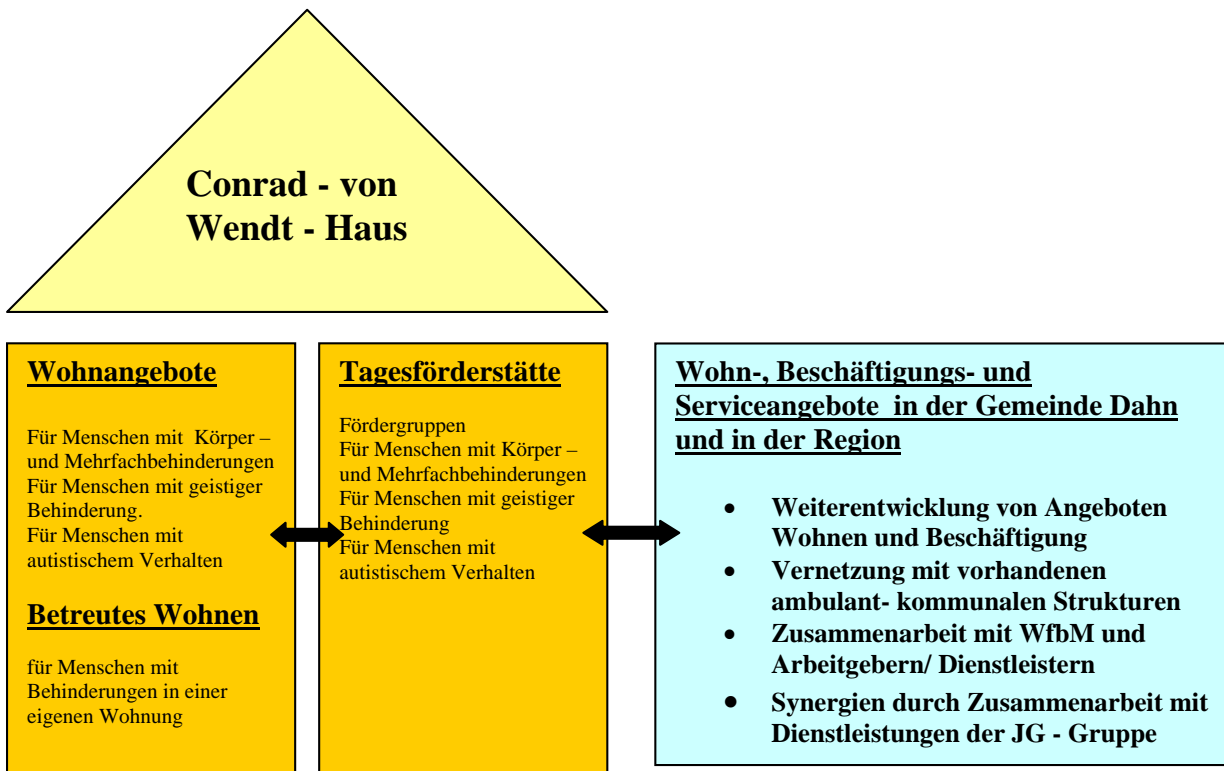 Conrad - von
Wendt - Haus
Wohnangebote
Für Menschen mit Körper –
und Mehrfachbehinderungen
Für Menschen mit geistiger
Behinderung.
Für Menschen mit
autistischem Verhalten
Betreutes Wohnen
für Menschen mit
Behinderungen in einer
eigenen Wohnung
Tagesförderstätte
Fördergruppen
Für Menschen mit Körper –
und Mehrfachbehinderungen
Für Menschen mit geistiger
Behinderung
Für Menschen mit
autistischem Verhalten
Wohn-, Beschäftigungs- und
Serviceangebote in der Gemeinde Dahn
und in der Region
• Weiterentwicklung von Angeboten
Wohnen und Beschäftigung
• Vernetzung mit vorhandenen
ambulant- kommunalen Strukturen
• Zusammenarbeit mit WfbM und
Arbeitgebern/ Dienstleistern
• Synergien durch Zusammenarbeit mit
Dienstleistungen der JG - Gruppe